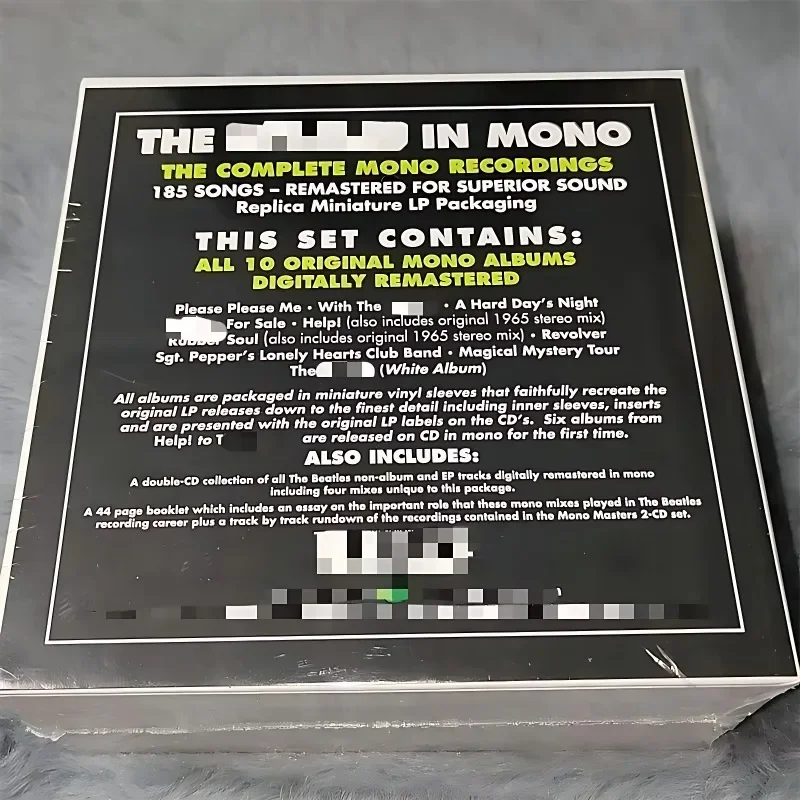 THE IN MONO
THE COMPLETE MONO RECORDINGS
185 SONGS – REMASTERED FOR SUPERIOR SOUND
Replica Miniature LP Packaging
THIS SET CONTAINS:
ALL 10 ORIGINAL MONO ALBUMS
DIGITALLY REMASTERED
Please Please Me • With The • A Hard Day's Night
For Sale • Help! (also includes original 1965 stereo mix)
Rubber Soul (also includes original 1965 stereo mix) • Revolver
Sgt. Pepper's Lonely Hearts Club Band • Magical Mystery Tour
The (White Album)
All albums are packaged in miniature vinyl sleeves that faithfully recreate the
original LP releases down to the finest detail including inner sleeves, inserts
and are presented with the original LP labels on the CD's. Six albums from
Help! to T are released on CD in mono for the first time.
ALSO INCLUDES:
A double-CD collection of all The Beatles non-album and EP tracks digitally remastered in mono
including four mixes unique to this package.
A 44 page booklet which includes an essay on the important role that these mono mixes played in The Beatles
recording career plus a track by track rundown of the recordings contained in the Mono Masters 2-CD set.